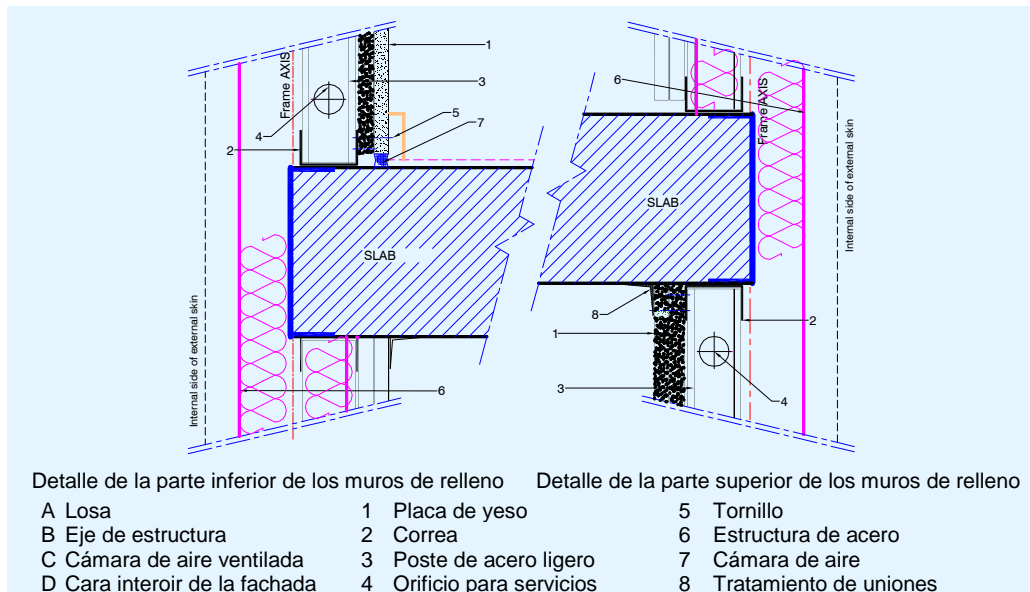 Frame AXIS
1
3
4
5
7
2
SLAB
Internal side of external skin
6
6
Frame AXIS
SLAB
Internal side of external skin
8
2
1
3
4
Detalle de la parte inferior de los muros de relleno
Detalle de la parte superior de los muros de relleno
A Losa
B Eje de estructura
C Cámara de aire ventilada
D Cara interoir de la fachada
1 Placa de yeso
2 Correa
3 Poste de acero ligero
4 Orificio para servicios
5 Tornillo
6 Estructura de acero
7 Cámara de aire
8 Tratamiento de uniones